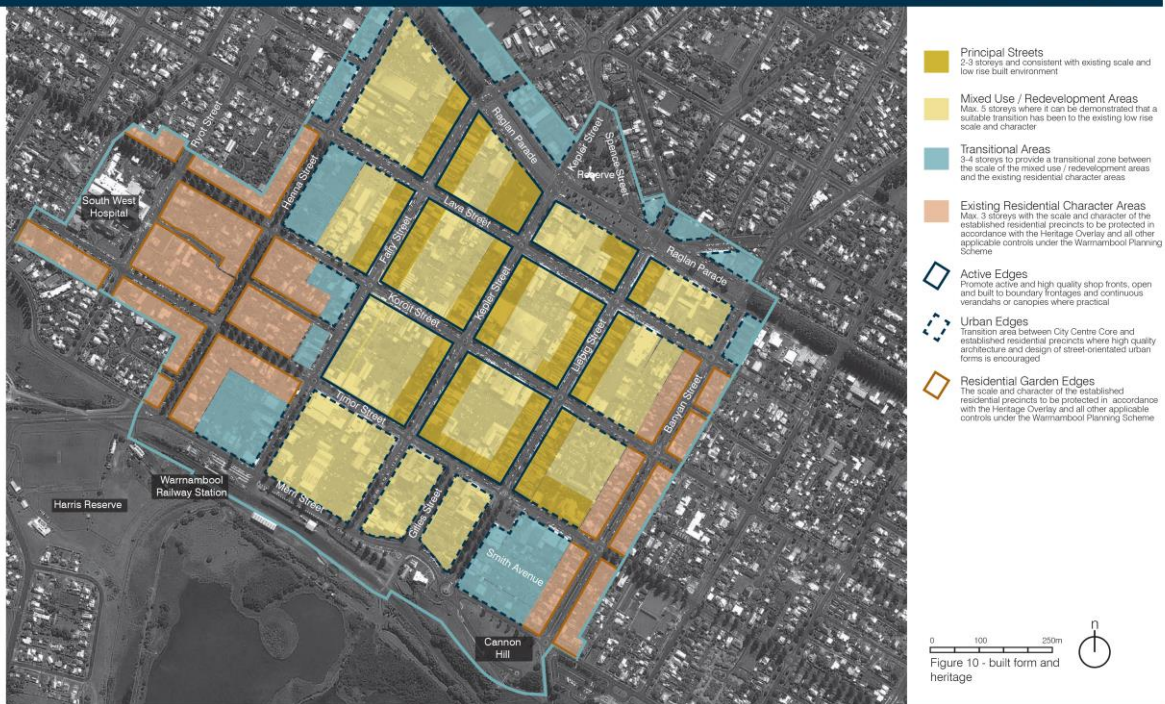 Principal Streets
2-3 storeys and consistent with existing scale and
low rise built environment
Mixed Use / Redevelopment Areas
Max. 5 storeys where it can be demonstrated that a
suitable transition has been to the existing low rise
scale and character
Transitional Areas
3-4 storeys to provide a transitional zone between
the scale of the mixed use / redevelopment areas
and the existing residential character areas
Existing Residential Character Areas
Max. 3 storeys with the scale and character of the
established residential precincts to be protected in
accordance with the Heritage Overlay and all other
applicable controls under the Warrnambool Planning
Scheme
Active Edges
Promote active and high quality shop fronts, open
and built to boundary frontages and continuous
verandahs or canopies where practical
Urban Edges
Transition area between City Centre Core and
established residential precincts where high quality
architecture and design of street-orientated urban
forms is encouraged
Residential Garden Edges
The scale and character of the established
residential precincts to be protected in accordance
with the Heritage Overlay and all other applicable
controls under the Warrnambool Planning Scheme
Ryot Street
South West
Hospital
Henna Street
Raglan Parade
Kepler Street
Spence Street
Reserve
Lava Street
Fairy Street
Raglan Parade
Kepler Street
Koroit Street
Liebig Street
Banyan Street
Timor Street
Merri Street
Gilles Street
Smith Avenue
Warrnambool
Railway Station
Harris Reserve
Cannon
Hill
n
0 100 250m
Figure 10 - built form and
heritage